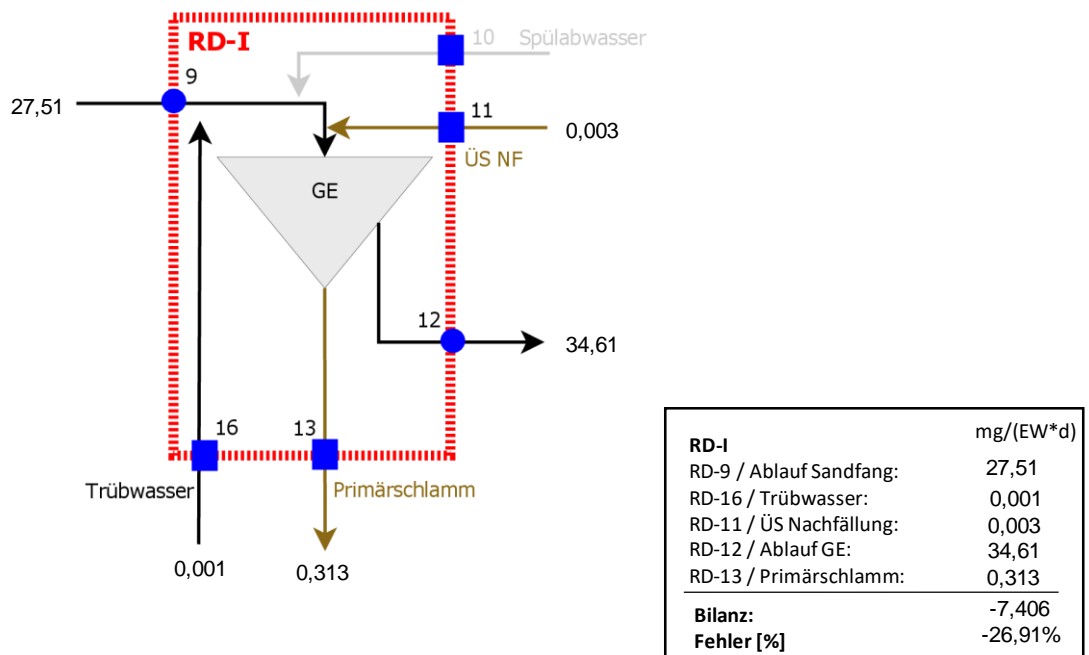 RD-I
10 Spülabwasser
9
27,51
11
0,003
ÜS NF
GE
12
34,61
16
13
Trübwasser
Primärschlamm
0,001
0,313
mg/(EW*d)
RD-I
RD-9 / Ablauf Sandfang: 27,51
RD-16 / Trübwasser: 0,001
RD-11 / ÜS Nachfällung: 0,003
RD-12 / Ablauf GE: 34,61
RD-13 / Primärschlamm: 0,313
Bilanz: -7,406
Fehler [%] -26,91%